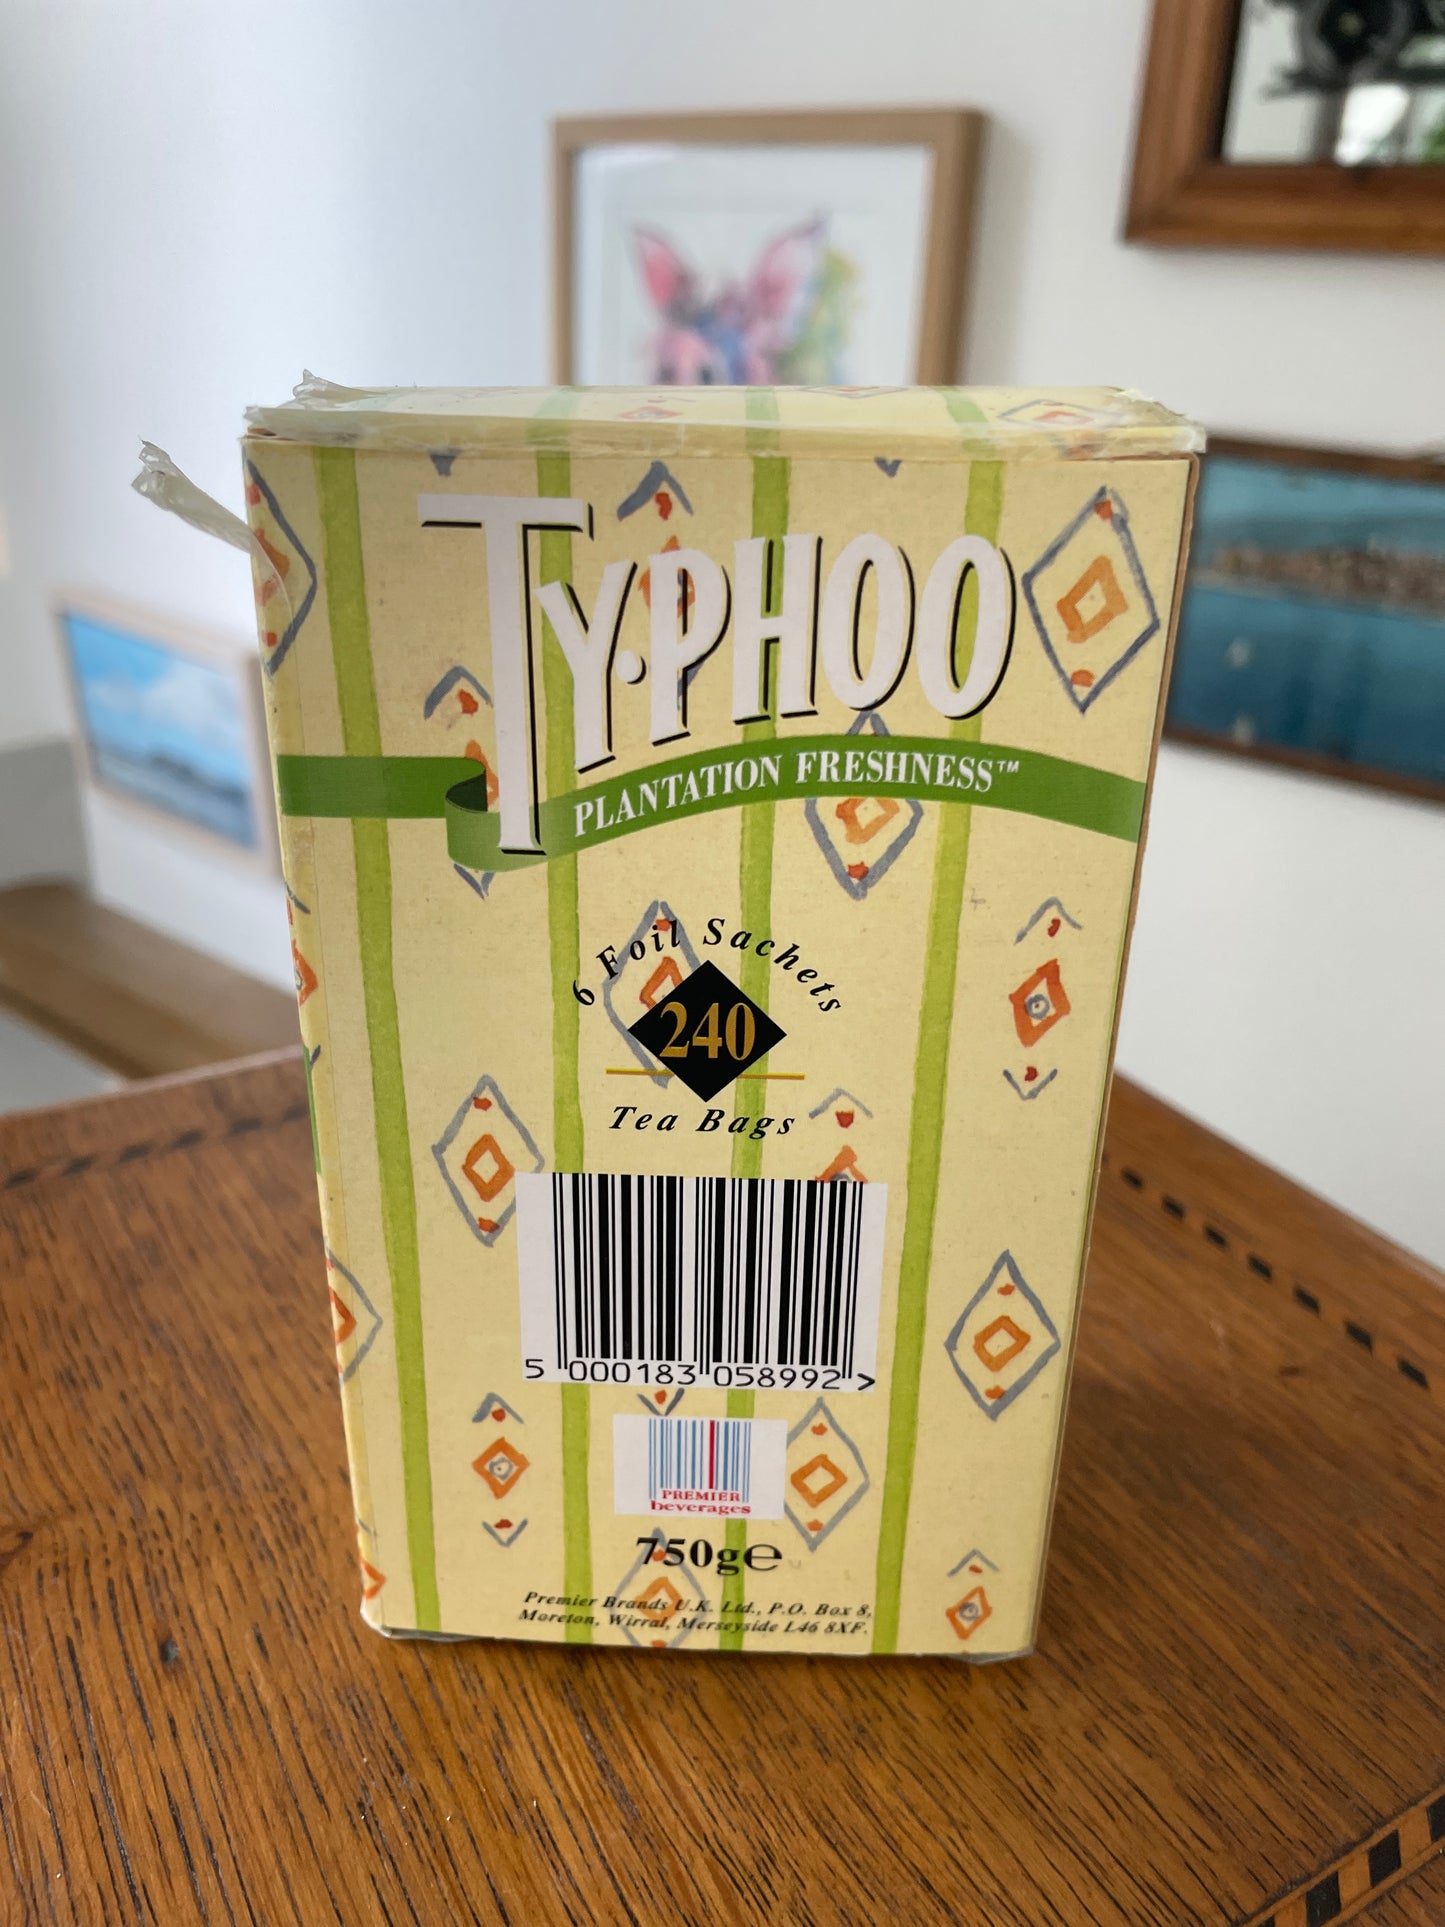 TY·PHOO
PLANTATION FRESHNESS™
6 Foil Sachets
240
Tea Bags
5 000183 058992 >
PREMIER
beverages
750g℮
Premier Brands U.K. Ltd., P.O. Box 8,
Moreton, Wirral, Merseyside L46 8XF.